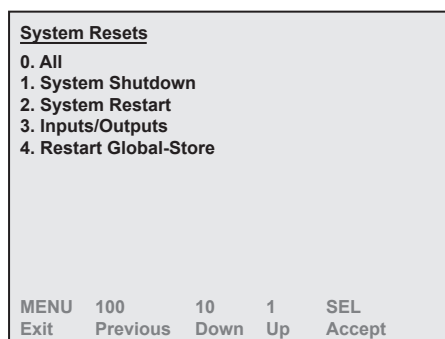 System Resets
0. All
1. System Shutdown
2. System Restart
3. Inputs/Outputs
4. Restart Global-Store
MENU 100 10 1 SEL
Exit Previous Down Up Accept